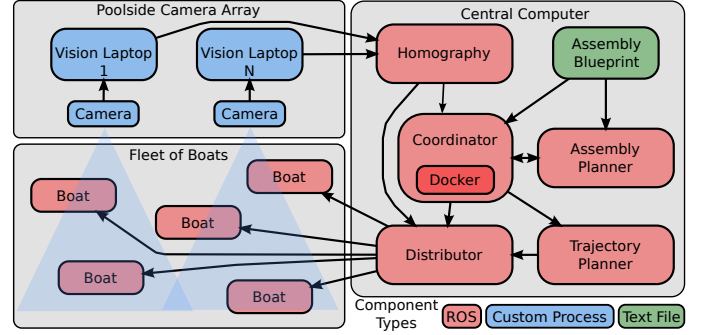 Poolside Camera Array
Vision Laptop
1
Vision Laptop
N
Camera
Camera
Fleet of Boats
Boat
Boat
Boat
Boat
Boat
Central Computer
Homography
Assembly
Blueprint
Coordinator
Docker
Assembly
Planner
Distributor
Trajectory
Planner
Component
Types
ROS
Custom Process
Text File